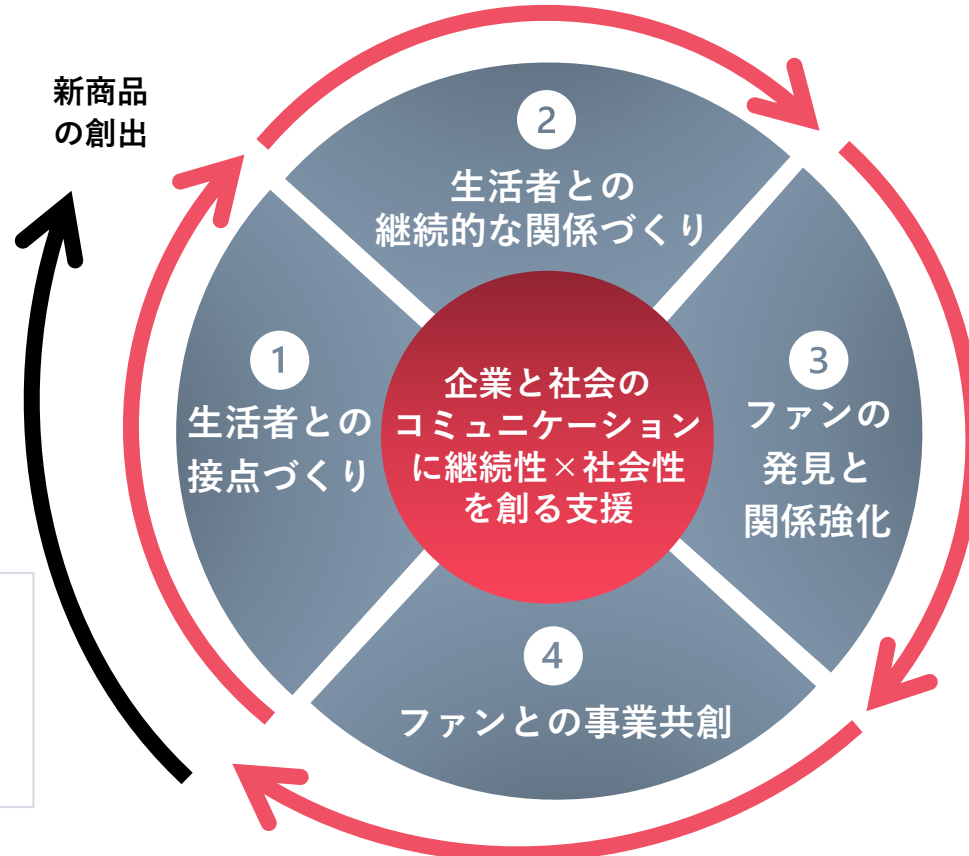 新商品
の創出
2
生活者との
継続的な関係づくり
1
生活者との
接点づくり
企業と社会の
コミュニケーション
に継続性×社会性
を創る支援
3
ファンの
発見と
関係強化
4
ファンとの事業共創